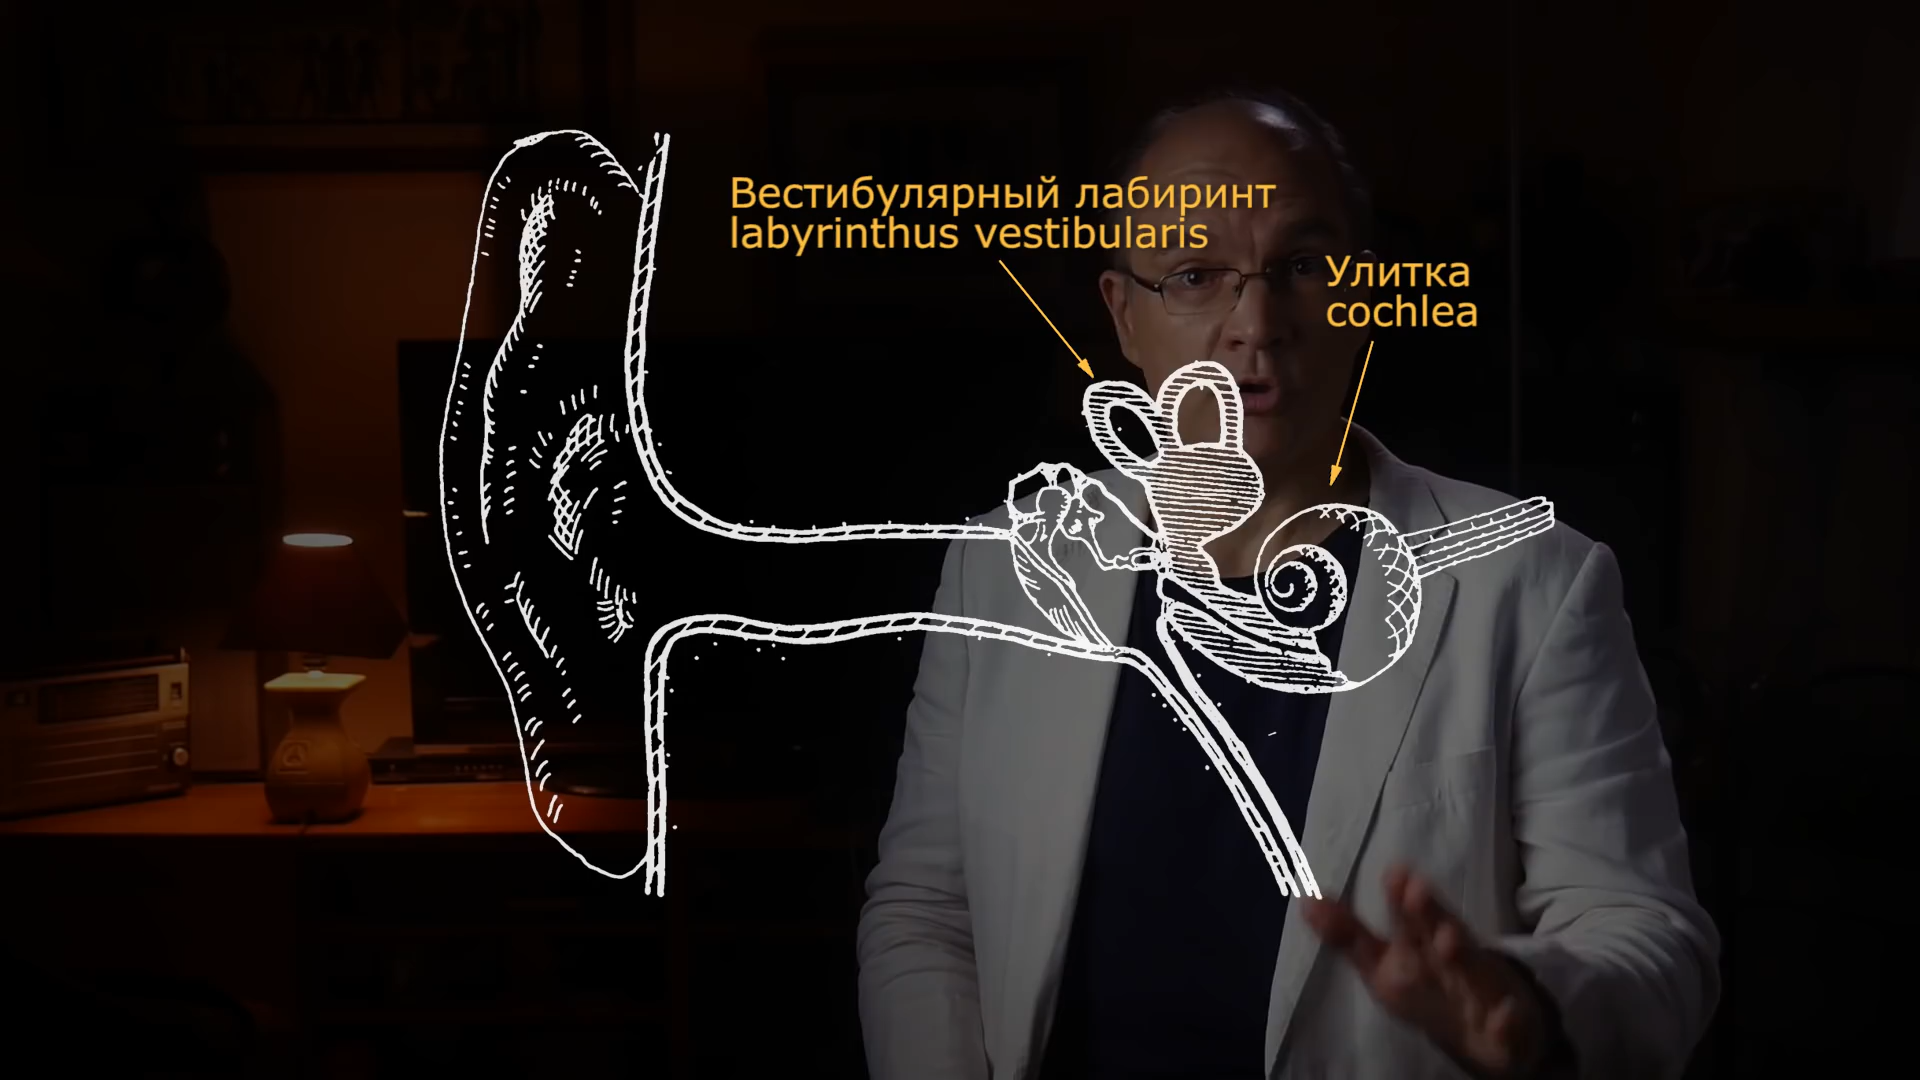 Вестибулярный лабиринт
labyrinthus vestibularis
Улитка
cochlea